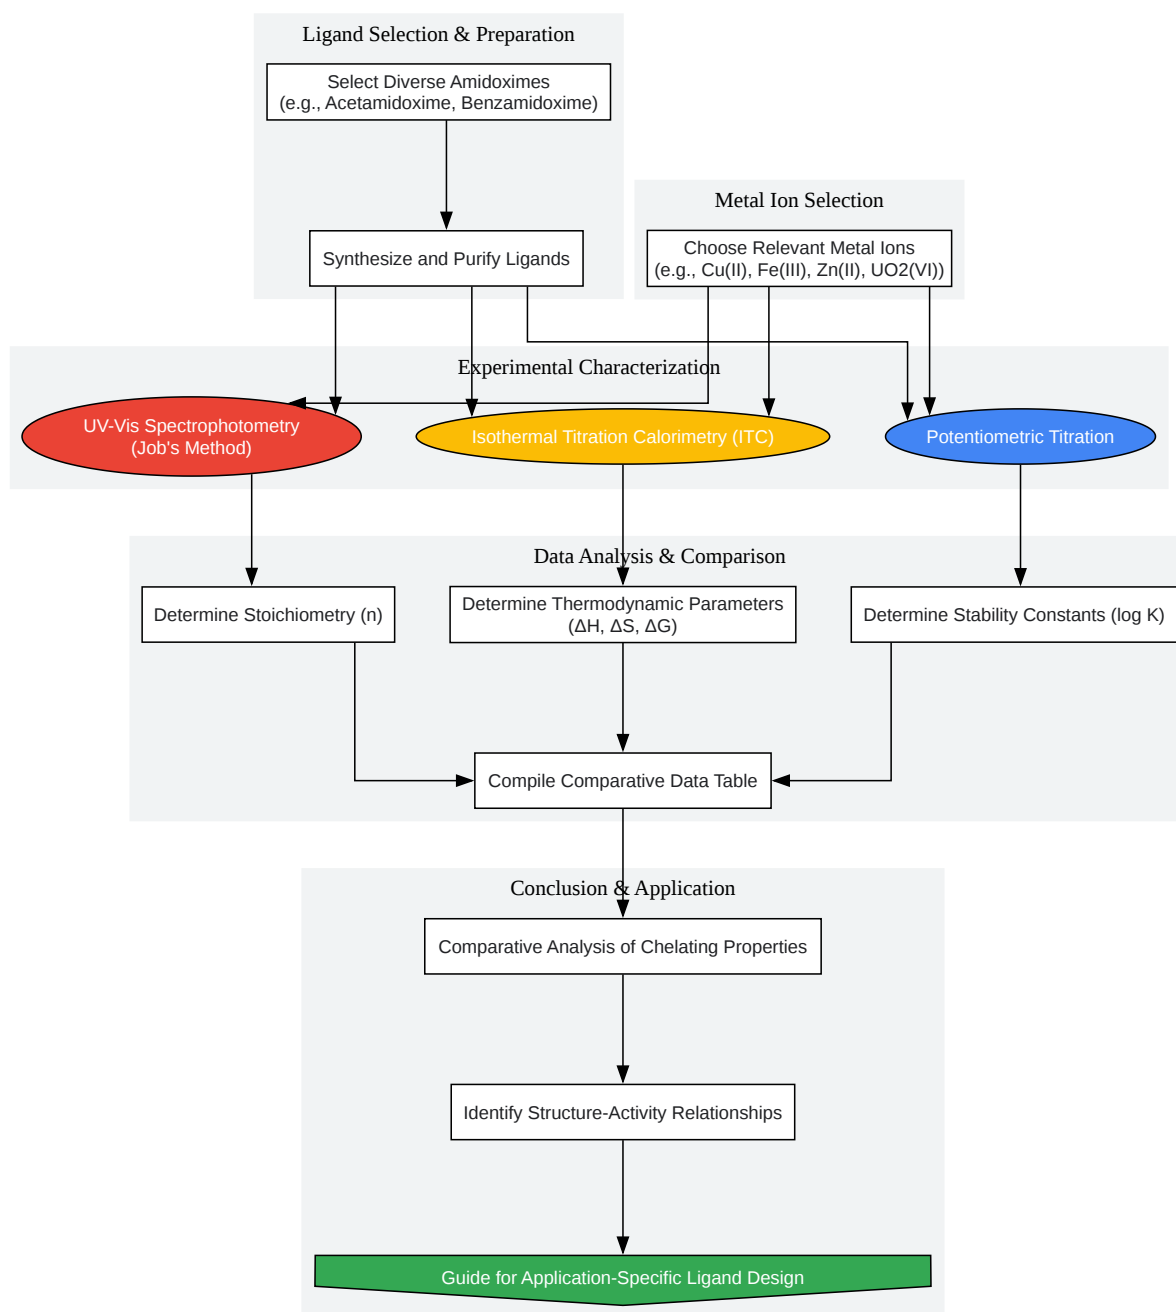 Ligand Selection & Preparation
Select Diverse Amidoximes
(e.g., Acetamidoxime, Benzamidoxime)
Metal Ion Selection
Synthesize and Purify Ligands
Choose Relevant Metal Ions
(e.g., Cu(II), Fe(III), Zn(II), UO2(VI))
Experimental Characterization
UV-Vis Spectrophotometry
(Job's Method)
Isothermal Titration Calorimetry (ITC)
Potentiometric Titration
Data Analysis & Comparison
Determine Stoichiometry (n)
Determine Thermodynamic Parameters
(ΔH, ΔS, ΔG)
Determine Stability Constants (log K)
Compile Comparative Data Table
Conclusion & Application
Comparative Analysis of Chelating Properties
Identify Structure-Activity Relationships
Guide for Application-Specific Ligand Design